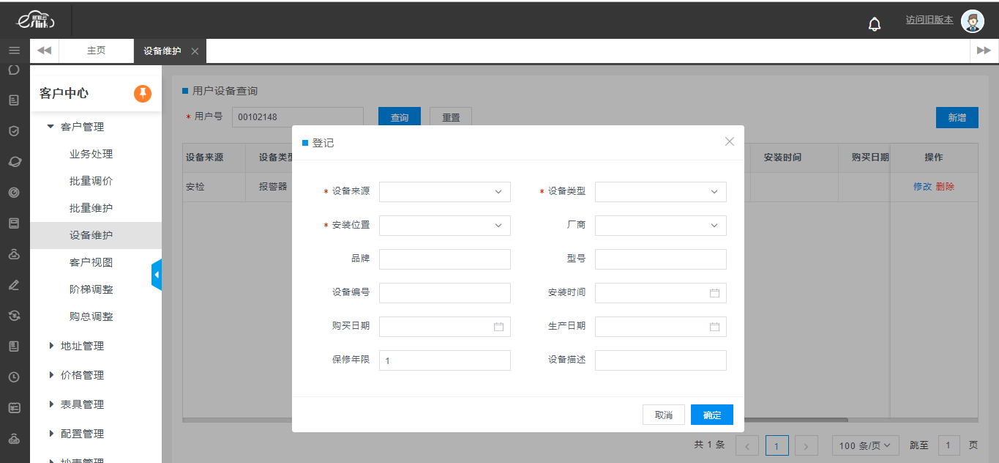 访问旧版本
主页
设备维护
客户中心
客户管理
业务处理
批量调价
批量维护
设备维护
客户视图
阶梯调整
购总调整
地址管理
价格管理
表具管理
配置管理
抄表管理
用户设备查询
* 用户号 00102148 查询 重置 新增
设备来源 设备类型 安装时间 购买日期 操作
安检 报警器 修改 删除
登记
* 设备来源 * 设备类型
* 安装位置 厂商
品牌 型号
设备编号 安装时间
购买日期 生产日期
保修年限 1 设备描述
取消 确定
共 1 条 1 100 条/页 跳至 1 页